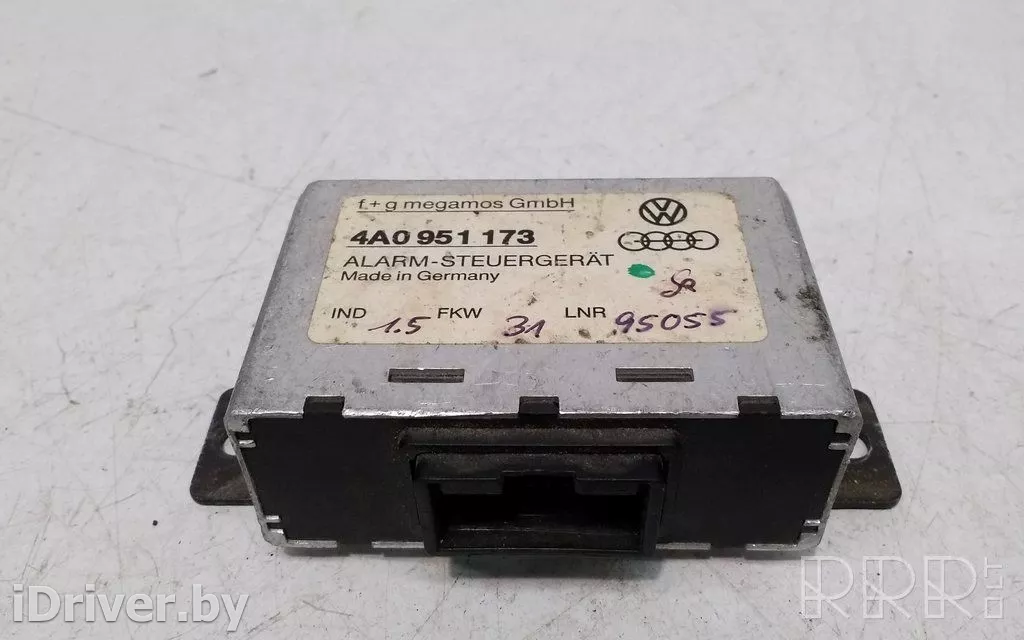 f.+g megamos GmbH
4A0 951 173
ALARM-STEUERGERÄT
Made in Germany
IND 1.5 FKW 31 LNR 95055
iDriver.by
RRR.LT